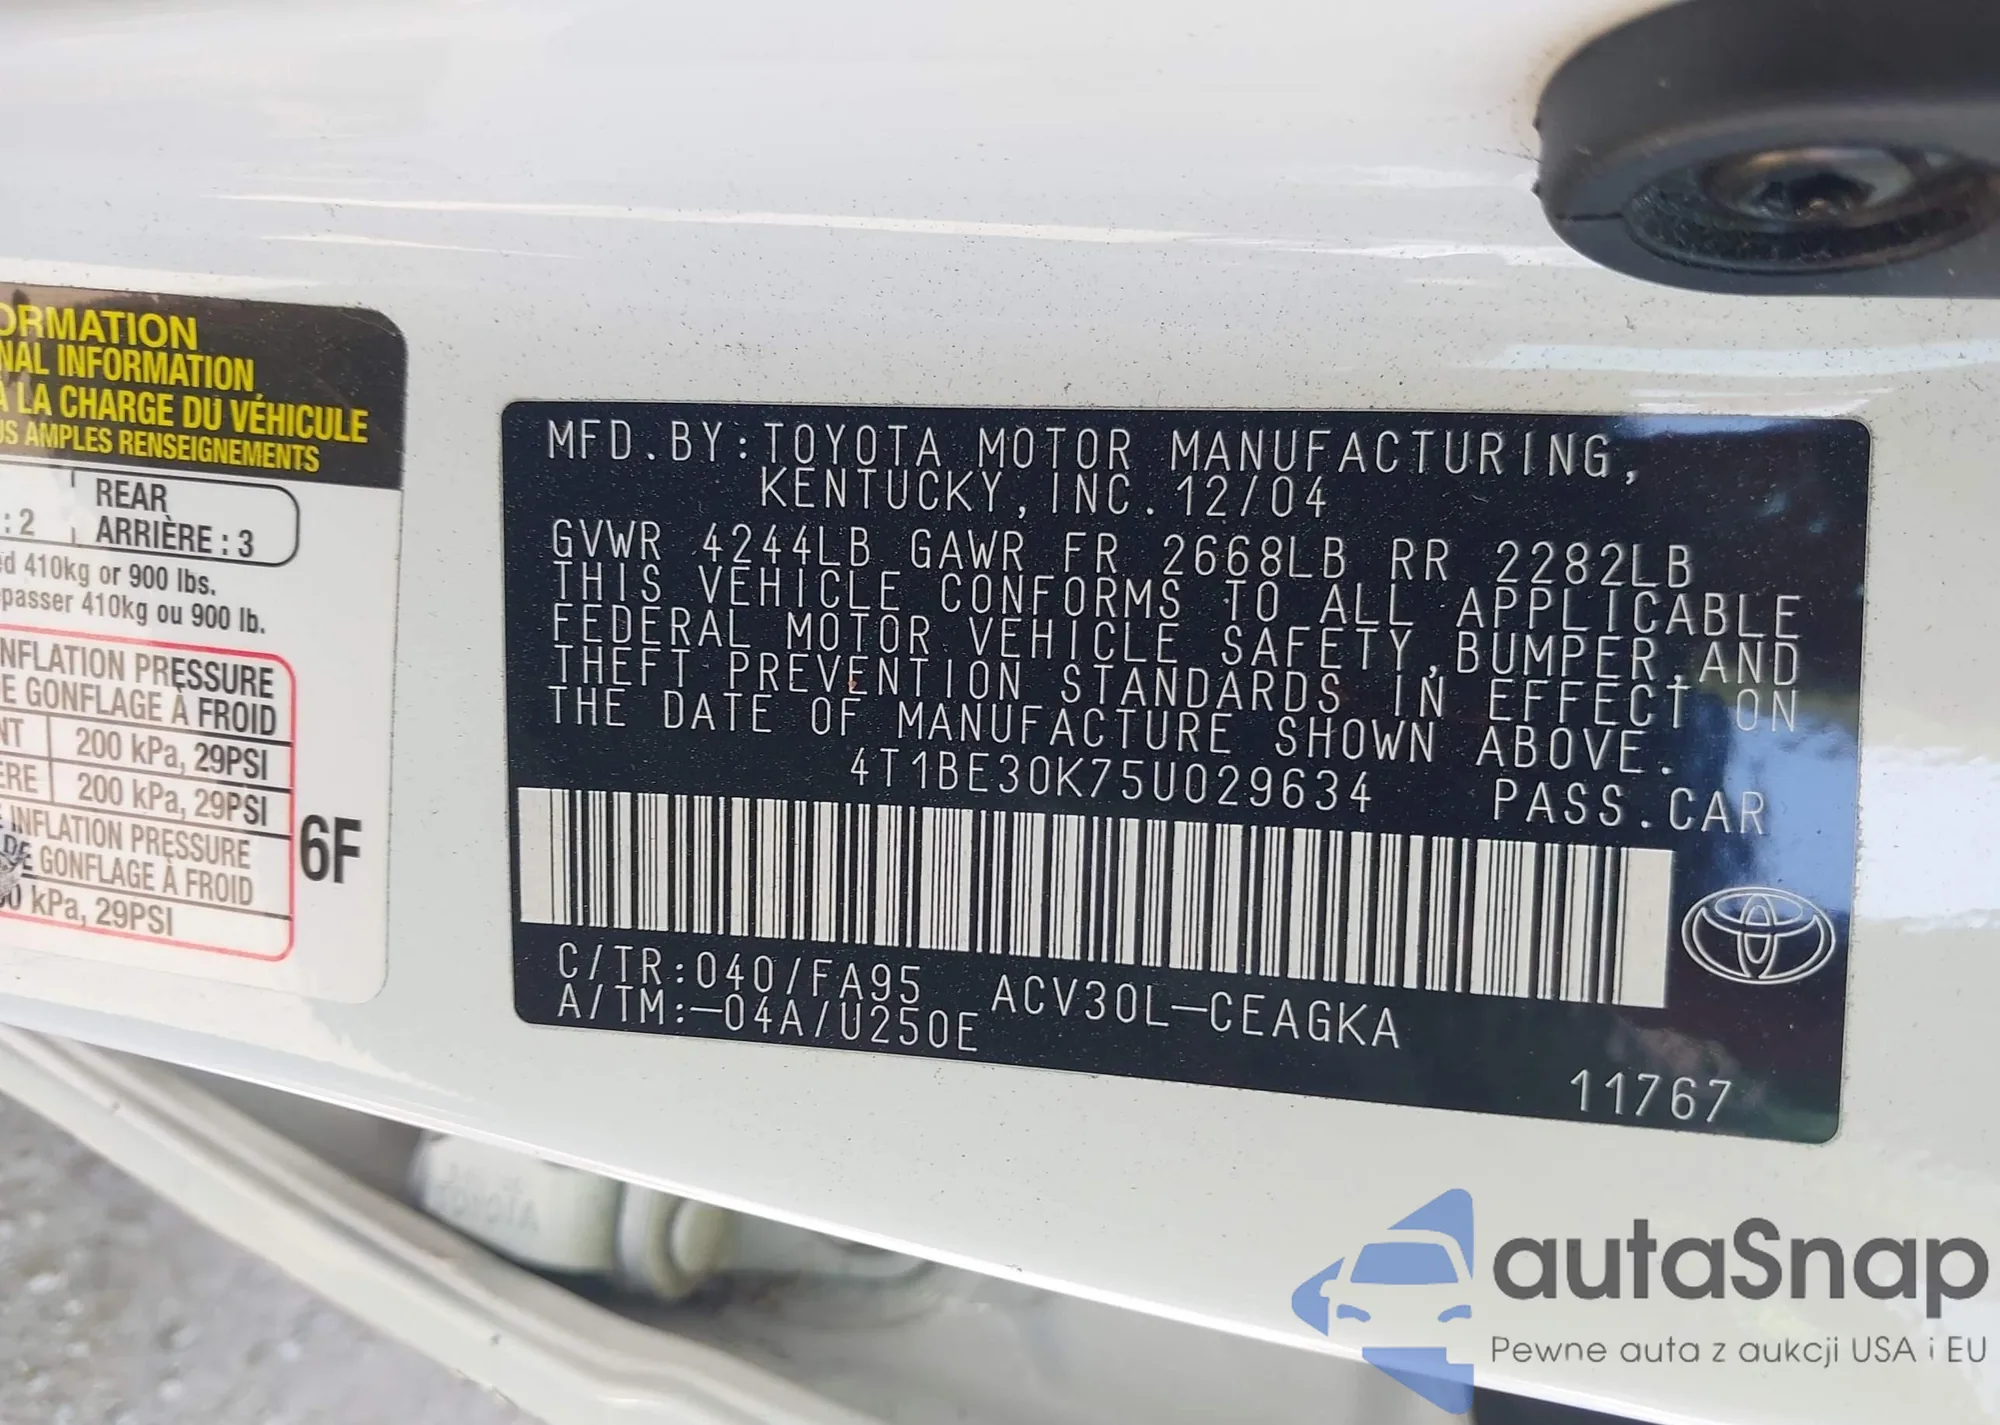 ORMATION
NAL INFORMATION
À LA CHARGE DU VÉHICULE
US AMPLES RENSEIGNEMENTS
: 2
REAR
ARRIÈRE : 3
410kg or 900 lbs.
passer 410kg ou 900 lb.
NFLATION PRESSURE
DE GONFLAGE À FROID
NT 200 kPa, 29PSI
ÈRE 200 kPa, 29PSI
INFLATION PRESSURE
DE GONFLAGE À FROID
kPa, 29PSI
6F
MFD.BY:TOYOTA MOTOR MANUFACTURING,
KENTUCKY,INC.12/04
GVWR 4244LB GAWR FR 2668LB RR 2282LB
THIS VEHICLE CONFORMS TO ALL APPLICABLE
FEDERAL MOTOR VEHICLE SAFETY,BUMPER,AND
THEFT PREVENTION STANDARDS IN EFFECT ON
THE DATE OF MANUFACTURE SHOWN ABOVE.
4T1BE30K75U029634 PASS.CAR
C/TR:040/FA95 ACV30L-CEAGKA
A/TM:-04A/U250E
11767
autaSnap
Pewne auta z aukcji USA i EU